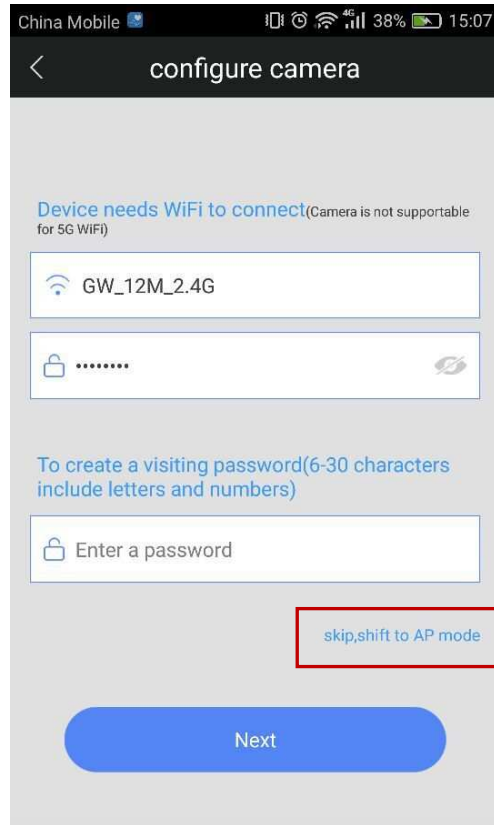 China Mobile 4G 38% 15:07
configure camera
Device needs WiFi to connect(Camera is not supportable
for 5G WiFi)
GW_12M_2.4G
••••••••
To create a visiting password(6-30 characters
include letters and numbers)
Enter a password
skip,shift to AP mode
Next